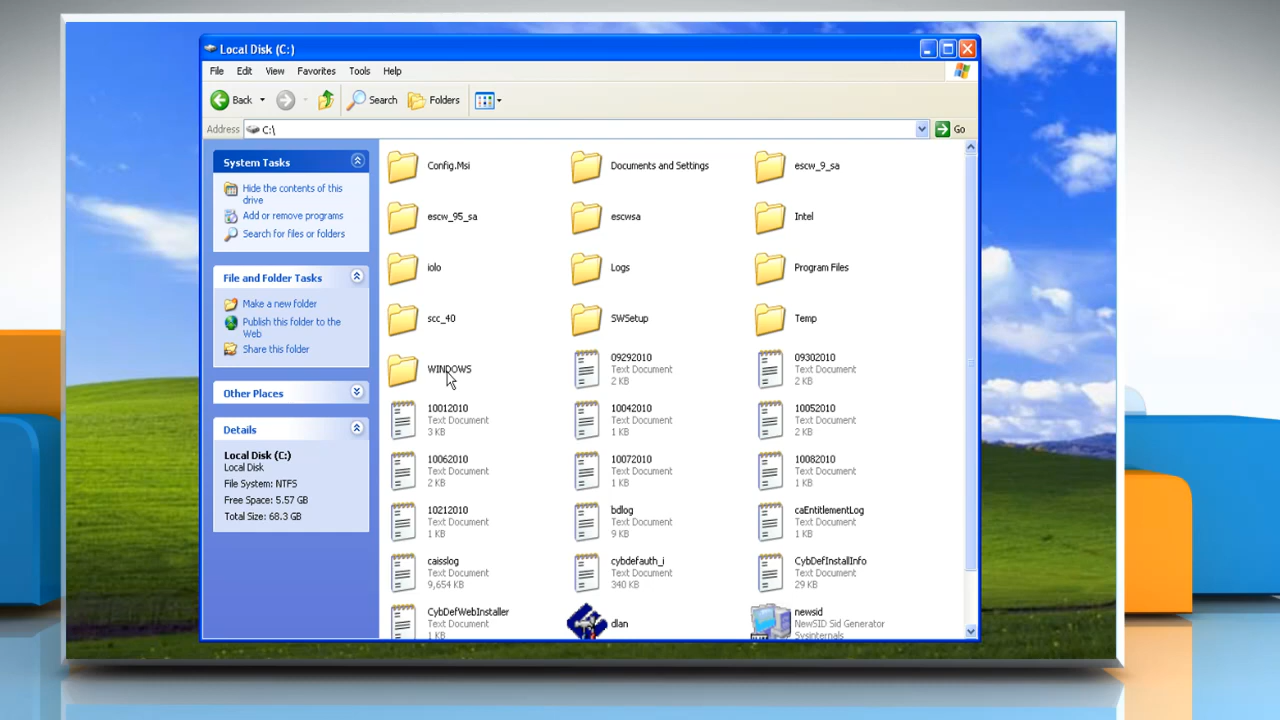 Local Disk (C:)
File Edit View Favorites Tools Help
Back Search Folders
Address C:\ Go
System Tasks
Hide the contents of this
drive
Add or remove programs
Search for files or folders
File and Folder Tasks
Make a new folder
Publish this folder to the
Web
Share this folder
Other Places
Details
Local Disk (C:)
Local Disk
File System: NTFS
Free Space: 5.57 GB
Total Size: 68.3 GB
Config.Msi
Documents and Settings
escw_9_sa
escw_95_sa
escwsa
Intel
iolo
Logs
Program Files
scc_40
SWSetup
Temp
WINDOWS
09292010
Text Document
2 KB
09302010
Text Document
2 KB
10012010
Text Document
3 KB
10042010
Text Document
1 KB
10052010
Text Document
2 KB
10062010
Text Document
2 KB
10072010
Text Document
1 KB
10082010
Text Document
1 KB
10212010
Text Document
1 KB
bdlog
Text Document
9 KB
caEntitlementLog
Text Document
1 KB
caisslog
Text Document
9,654 KB
cybdefauth_i
Text Document
340 KB
CybDefInstallInfo
Text Document
29 KB
CybDefWebInstaller
Text Document
1 KB
dlan
newsid
NewSID Sid Generator
Sysinternals